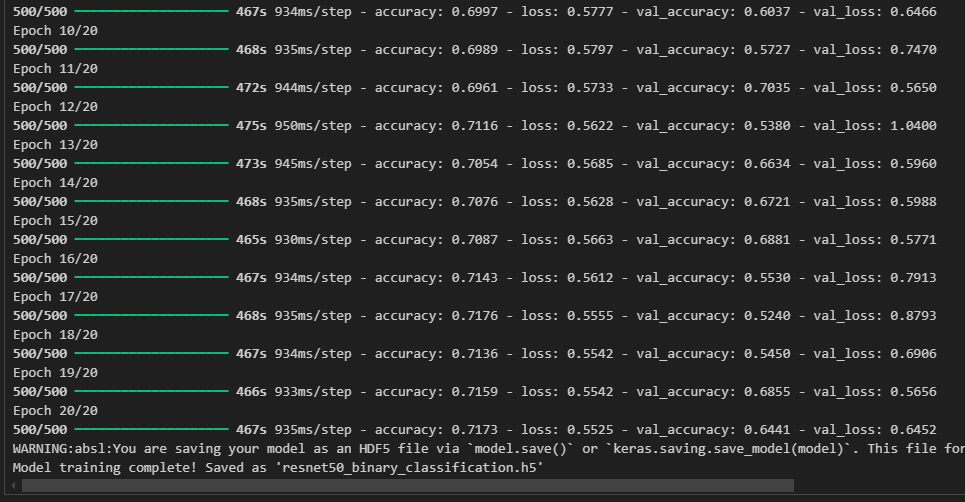 500/500 ━━━━━━━━━━━━━━━━━━━━ 467s 934ms/step - accuracy: 0.6997 - loss: 0.5777 - val_accuracy: 0.6037 - val_loss: 0.6466
Epoch 10/20
500/500 ━━━━━━━━━━━━━━━━━━━━ 468s 935ms/step - accuracy: 0.6989 - loss: 0.5797 - val_accuracy: 0.5727 - val_loss: 0.7470
Epoch 11/20
500/500 ━━━━━━━━━━━━━━━━━━━━ 472s 944ms/step - accuracy: 0.6961 - loss: 0.5733 - val_accuracy: 0.7035 - val_loss: 0.5650
Epoch 12/20
500/500 ━━━━━━━━━━━━━━━━━━━━ 475s 950ms/step - accuracy: 0.7116 - loss: 0.5622 - val_accuracy: 0.5380 - val_loss: 1.0400
Epoch 13/20
500/500 ━━━━━━━━━━━━━━━━━━━━ 473s 945ms/step - accuracy: 0.7054 - loss: 0.5685 - val_accuracy: 0.6634 - val_loss: 0.5960
Epoch 14/20
500/500 ━━━━━━━━━━━━━━━━━━━━ 468s 935ms/step - accuracy: 0.7076 - loss: 0.5628 - val_accuracy: 0.6721 - val_loss: 0.5988
Epoch 15/20
500/500 ━━━━━━━━━━━━━━━━━━━━ 465s 930ms/step - accuracy: 0.7087 - loss: 0.5663 - val_accuracy: 0.6881 - val_loss: 0.5771
Epoch 16/20
500/500 ━━━━━━━━━━━━━━━━━━━━ 467s 934ms/step - accuracy: 0.7143 - loss: 0.5612 - val_accuracy: 0.5530 - val_loss: 0.7913
Epoch 17/20
500/500 ━━━━━━━━━━━━━━━━━━━━ 468s 935ms/step - accuracy: 0.7176 - loss: 0.5555 - val_accuracy: 0.5240 - val_loss: 0.8793
Epoch 18/20
500/500 ━━━━━━━━━━━━━━━━━━━━ 467s 934ms/step - accuracy: 0.7136 - loss: 0.5542 - val_accuracy: 0.5450 - val_loss: 0.6906
Epoch 19/20
500/500 ━━━━━━━━━━━━━━━━━━━━ 466s 933ms/step - accuracy: 0.7159 - loss: 0.5542 - val_accuracy: 0.6855 - val_loss: 0.5656
Epoch 20/20
500/500 ━━━━━━━━━━━━━━━━━━━━ 467s 935ms/step - accuracy: 0.7173 - loss: 0.5525 - val_accuracy: 0.6441 - val_loss: 0.6452
WARNING:absl:You are saving your model as an HDF5 file via `model.save()` or `keras.saving.save_model(model)`. This file for
Model training complete! Saved as 'resnet50_binary_classification.h5'